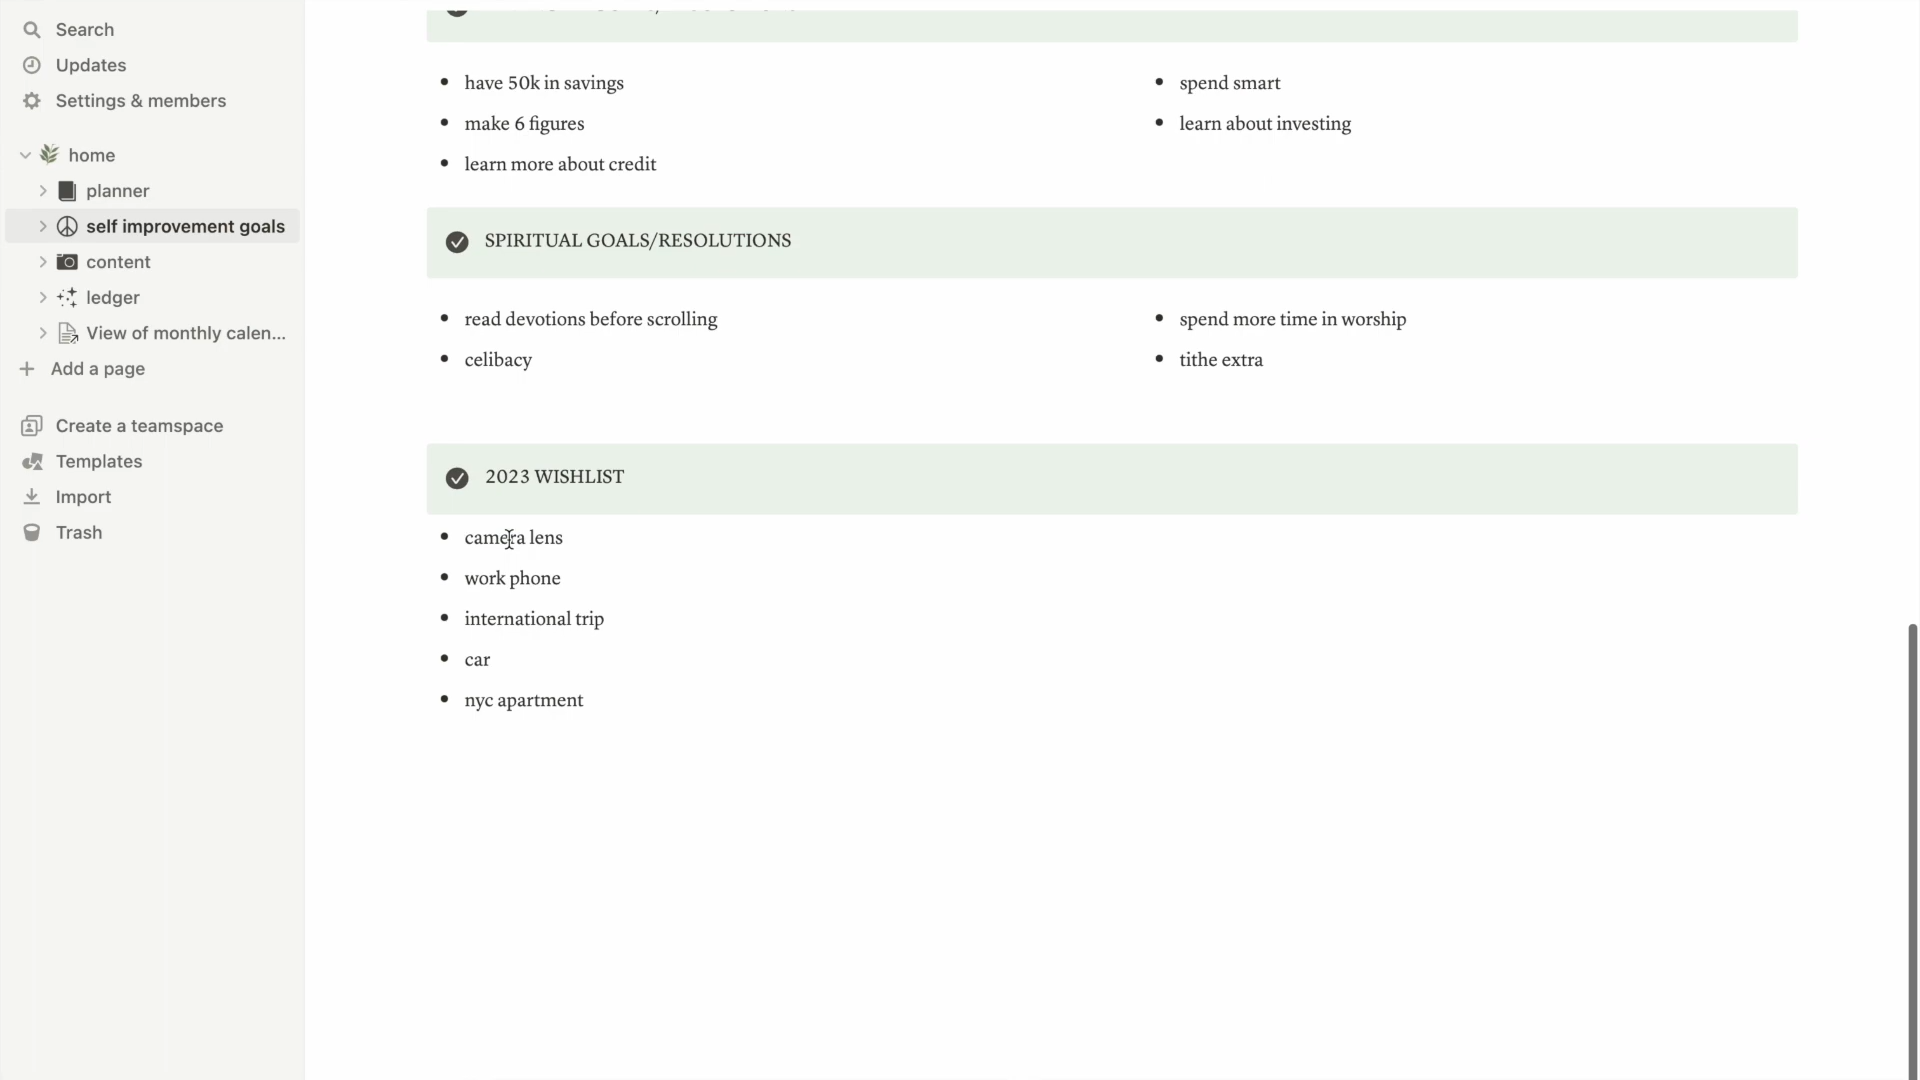 Search
Updates
Settings & members
home
planner
self improvement goals
content
ledger
View of monthly calen...
Add a page
Create a teamspace
Templates
Import
Trash
have 50k in savings
make 6 figures
learn more about credit
spend smart
learn about investing
SPIRITUAL GOALS/RESOLUTIONS
read devotions before scrolling
celibacy
spend more time in worship
tithe extra
2023 WISHLIST
camera lens
work phone
international trip
car
nyc apartment